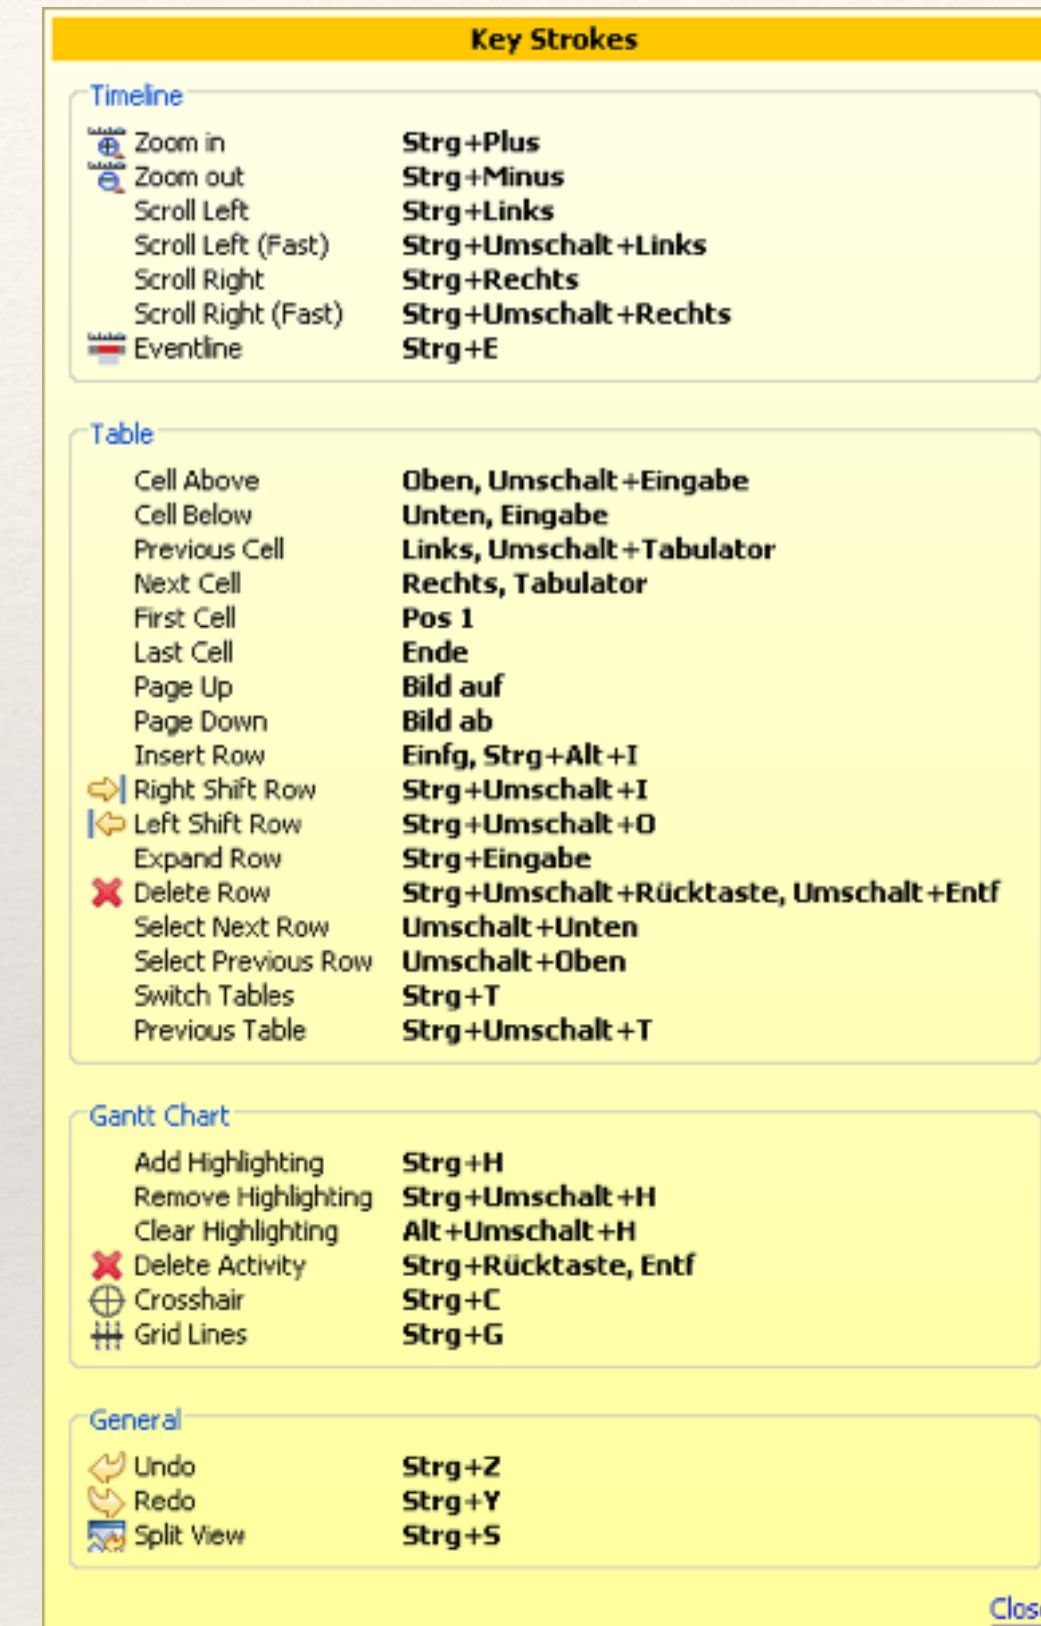 Key Strokes
Timeline
Zoom in Strg+Plus
Zoom out Strg+Minus
Scroll Left Strg+Links
Scroll Left (Fast) Strg+Umschalt+Links
Scroll Right Strg+Rechts
Scroll Right (Fast) Strg+Umschalt+Rechts
Eventline Strg+E
Table
Cell Above Oben, Umschalt+Eingabe
Cell Below Unten, Eingabe
Previous Cell Links, Umschalt+Tabulator
Next Cell Rechts, Tabulator
First Cell Pos 1
Last Cell Ende
Page Up Bild auf
Page Down Bild ab
Insert Row Einfg, Strg+Alt+I
Right Shift Row Strg+Umschalt+I
Left Shift Row Strg+Umschalt+O
Expand Row Strg+Eingabe
Delete Row Strg+Umschalt+Rücktaste, Umschalt+Entf
Select Next Row Umschalt+Unten
Select Previous Row Umschalt+Oben
Switch Tables Strg+T
Previous Table Strg+Umschalt+T
Gantt Chart
Add Highlighting Strg+H
Remove Highlighting Strg+Umschalt+H
Clear Highlighting Alt+Umschalt+H
Delete Activity Strg+Rücktaste, Entf
Crosshair Strg+C
Grid Lines Strg+G
General
Undo Strg+Z
Redo Strg+Y
Split View Strg+S
Close